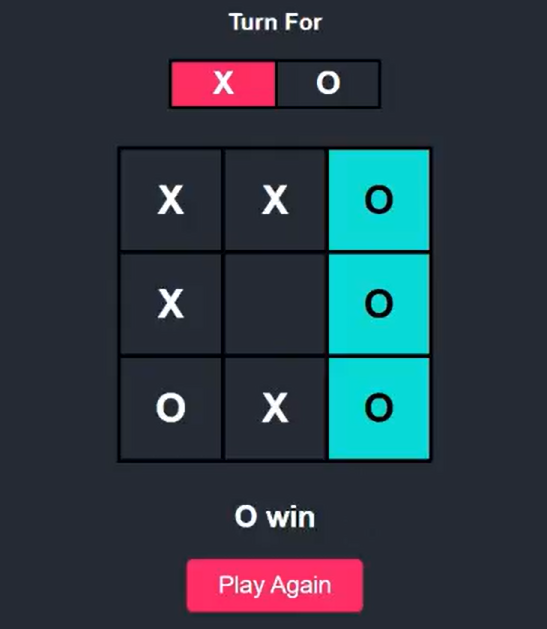 Turn For
X O
X X O
X O
O X O
O win
Play Again